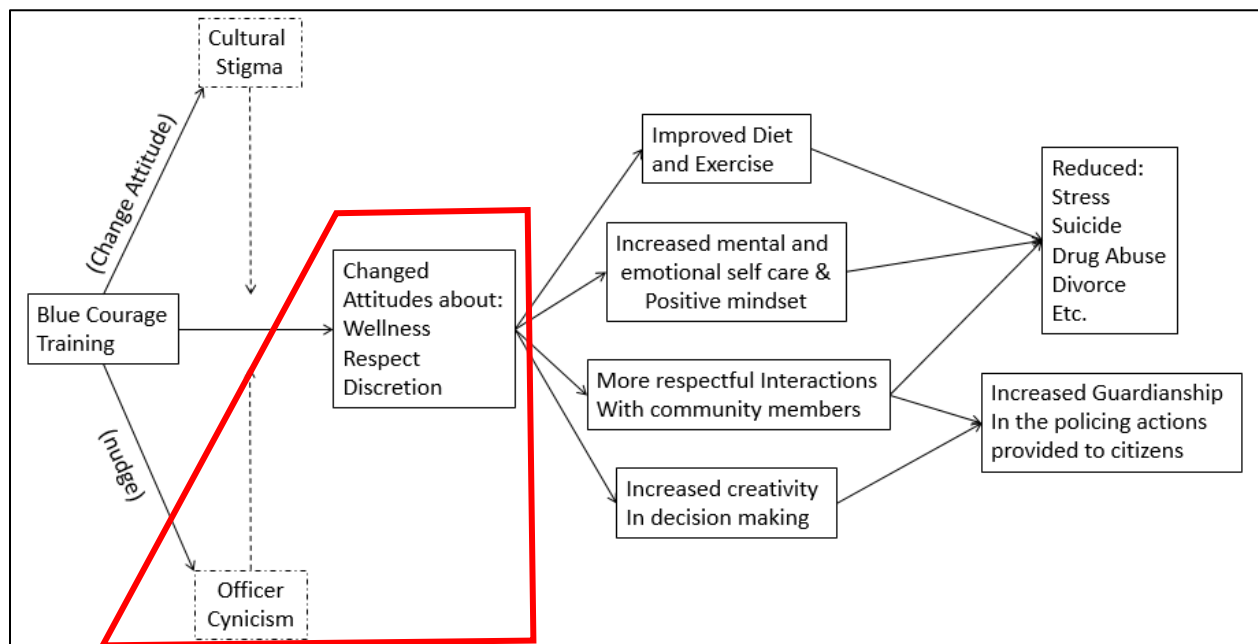 Cultural
Stigma
(Change Attitude)
Blue Courage
Training
(nudge)
Officer
Cynicism
Changed
Attitudes about:
Wellness
Respect
Discretion
Improved Diet
and Exercise
Increased mental and
emotional self care &
Positive mindset
More respectful Interactions
With community members
Increased creativity
In decision making
Reduced:
Stress
Suicide
Drug Abuse
Divorce
Etc.
Increased Guardianship
In the policing actions
provided to citizens